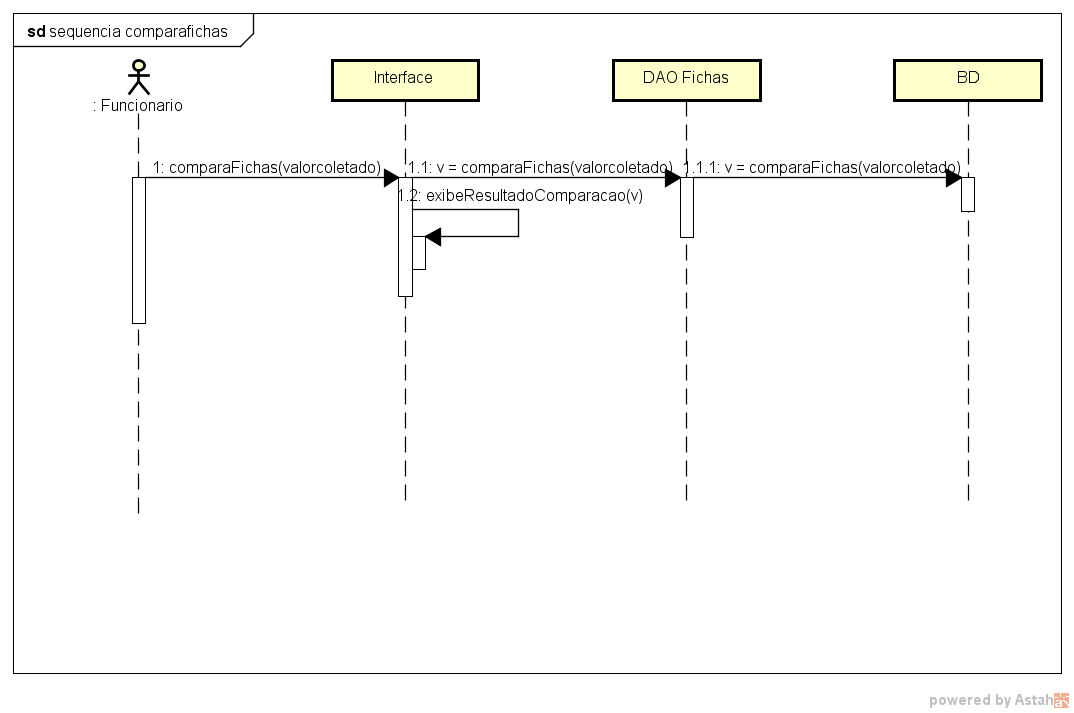 sd sequencia comparafichas
: Funcionario
Interface
DAO Fichas
BD
1: comparaFichas(valorcoletado)
1.1: v = comparaFichas(valorcoletado)
1.1.1: v = comparaFichas(valorcoletado)
1.2: exibeResultadoComparacao(v)
powered by Astah